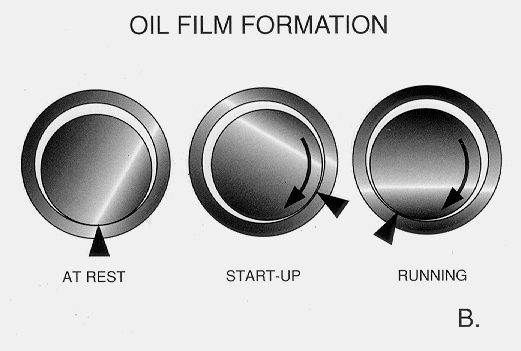 OIL FILM FORMATION
AT REST
START-UP
RUNNING
B.